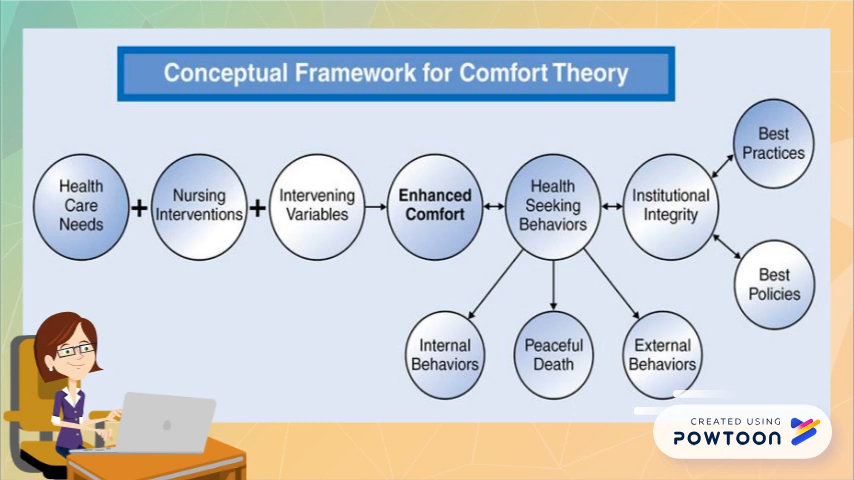 Conceptual Framework for Comfort Theory
Health
Care
Needs
+
Nursing
Interventions
+
Intervening
Variables
Enhanced
Comfort
Health
Seeking
Behaviors
Institutional
Integrity
Best
Practices
Best
Policies
Internal
Behaviors
Peaceful
Death
External
Behaviors
CREATED USING
POWTOON